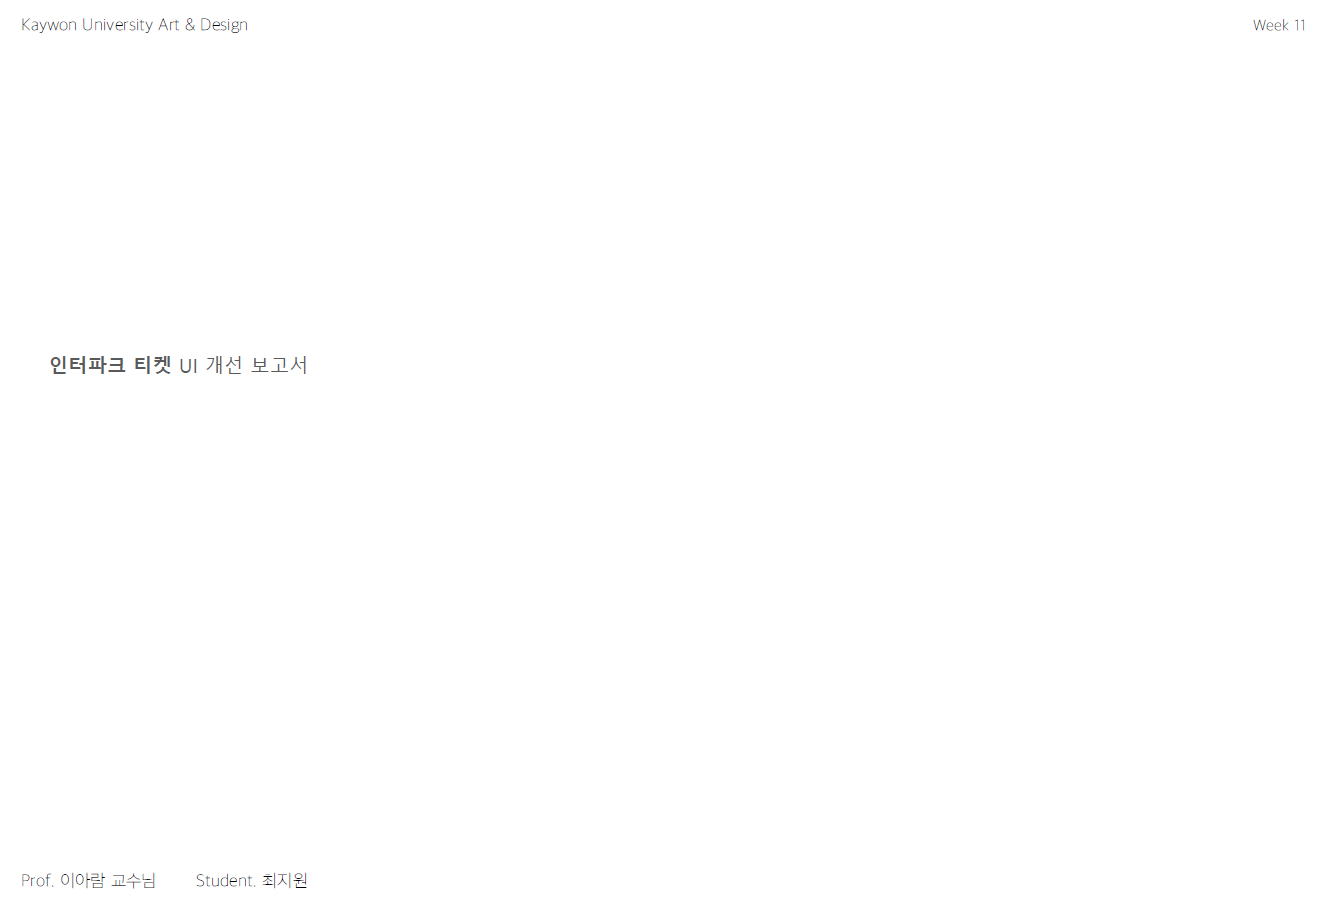 Kaywon University Art & Design
Week 11
인터파크 티켓 UI 개선 보고서
Prof. 이아람 교수님
Student. 최지원